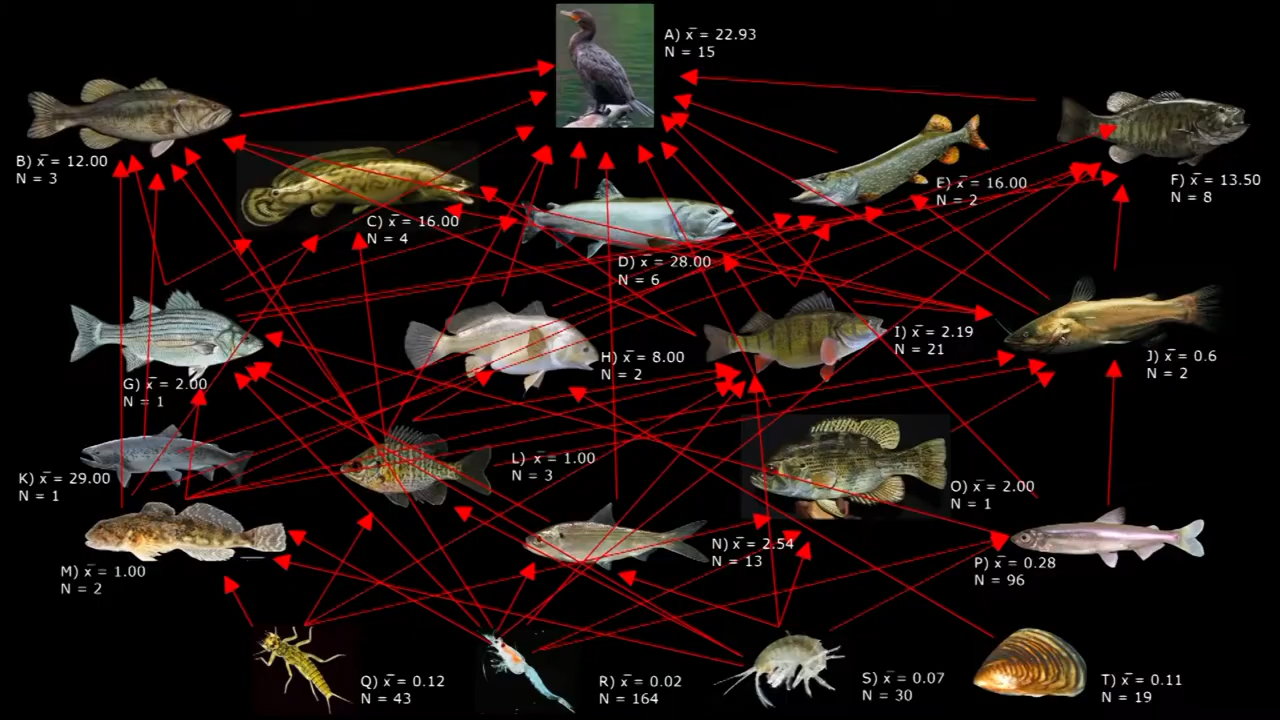 A) x̄ = 22.93
N = 15
B) x̄ = 12.00
N = 3
C) x̄ = 16.00
N = 4
D) x̄ = 28.00
N = 6
E) x̄ = 16.00
N = 2
F) x̄ = 13.50
N = 8
G) x̄ = 2.00
N = 1
H) x̄ = 8.00
N = 2
I) x̄ = 2.19
N = 21
J) x̄ = 0.6
N = 2
K) x̄ = 29.00
N = 1
L) x̄ = 1.00
N = 3
M) x̄ = 1.00
N = 2
N) x̄ = 2.54
N = 13
O) x̄ = 2.00
N = 1
P) x̄ = 0.28
N = 96
Q) x̄ = 0.12
N = 43
R) x̄ = 0.02
N = 164
S) x̄ = 0.07
N = 30
T) x̄ = 0.11
N = 19